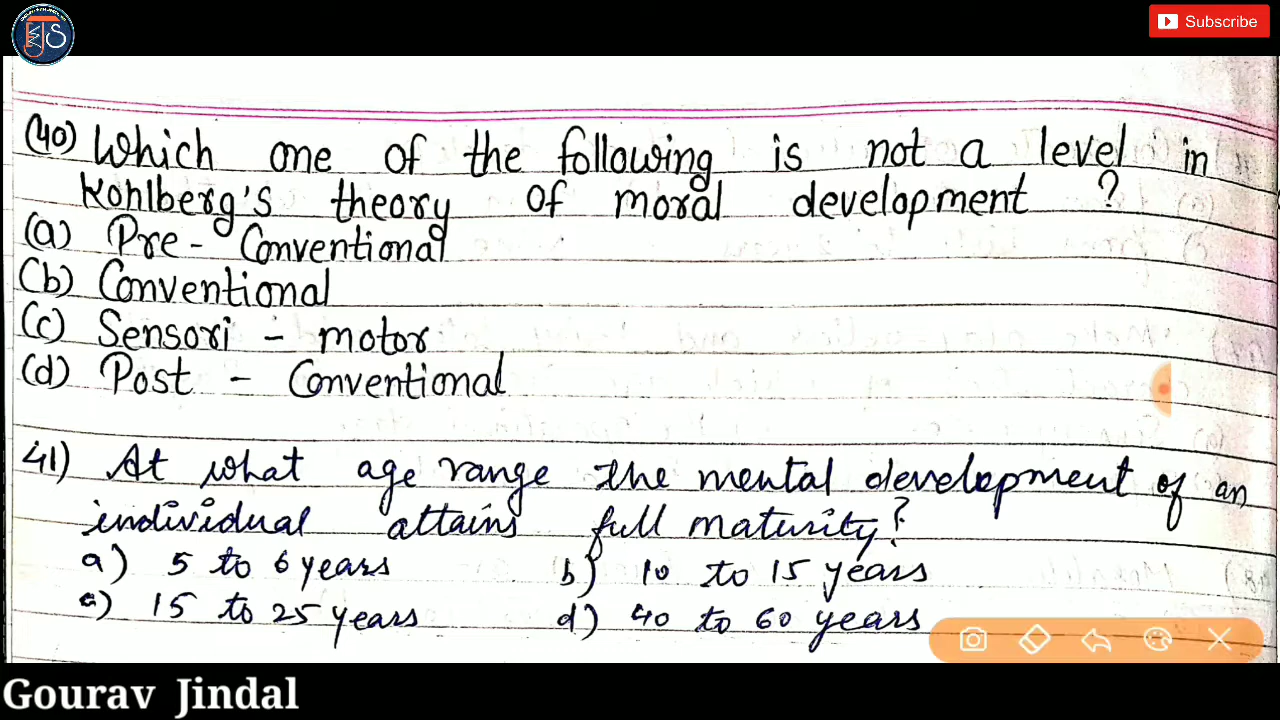 Subscribe
(40) Which one of the following is not a level in
Kohlberg's theory of moral development ?
(a) Pre - Conventional
(b) Conventional
(c) Sensori - motor
(d) Post - Conventional
41) At what age range the mental development of an
individual attains full maturity?
a) 5 to 6 years b) 10 to 15 years
c) 15 to 25 years d) 40 to 60 years
Gourav Jindal